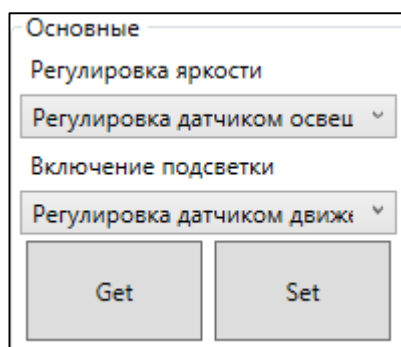 Основные
Регулировка яркости
Регулировка датчиком освещ
Включение подсветки
Регулировка датчиком движе
Get
Set